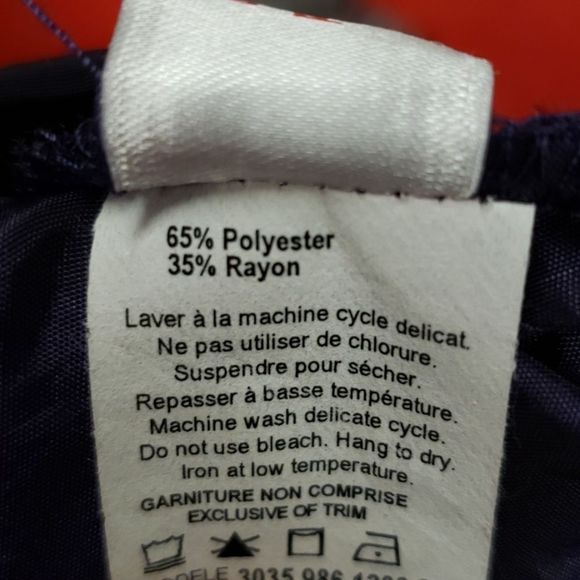 65% Polyester
35% Rayon
Laver à la machine cycle delicat.
Ne pas utiliser de chlorure.
Suspendre pour sécher.
Repasser à basse température.
Machine wash delicate cycle.
Do not use bleach. Hang to dry.
Iron at low temperature.
GARNITURE NON COMPRISE
EXCLUSIVE OF TRIM
3035 986